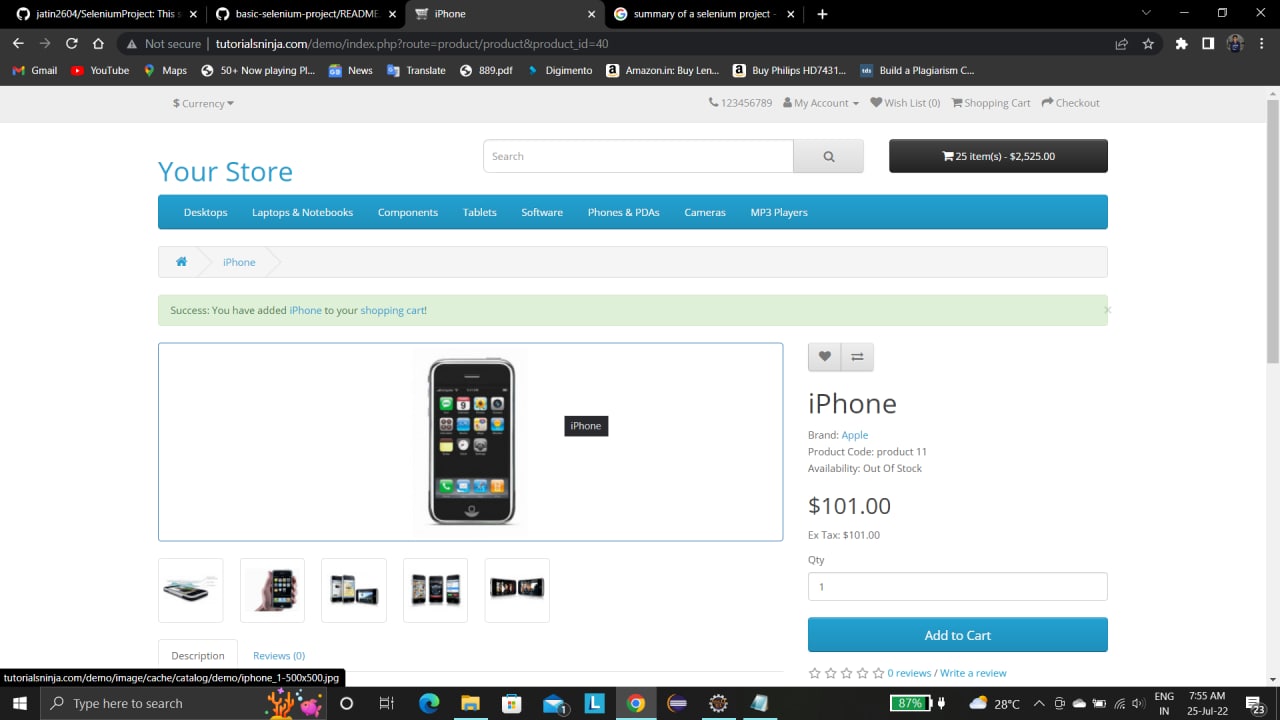 jatin2604/SeleniumProject: This s
basic-selenium-project/README.
iPhone
summary of a selenium project -
Not secure | tutorialsninja.com/demo/index.php?route=product/product&product_id=40
Gmail YouTube Maps 50+ Now playing Pl... News Translate 889.pdf Digimento Amazon.in: Buy Len... Buy Philips HD7431... tds Build a Plagiarism C...
$ Currency 123456789 My Account Wish List (0) Shopping Cart Checkout
Your Store
Search
25 item(s) - $2,525.00
Desktops Laptops & Notebooks Components Tablets Software Phones & PDAs Cameras MP3 Players
iPhone
Success: You have added iPhone to your shopping cart!
×
iPhone
iPhone
Brand: Apple
Product Code: product 11
Availability: Out Of Stock
$101.00
Ex Tax: $101.00
Qty
1
Add to Cart
0 reviews / Write a review
Description Reviews (0)
tutorialsninja.com/demo/image/cache/catalog/demo/iphone_1-500x500.jpg
Type here to search
1
L
87%
28°C
ENG
IN
7:55 AM
25-Jul-22
23